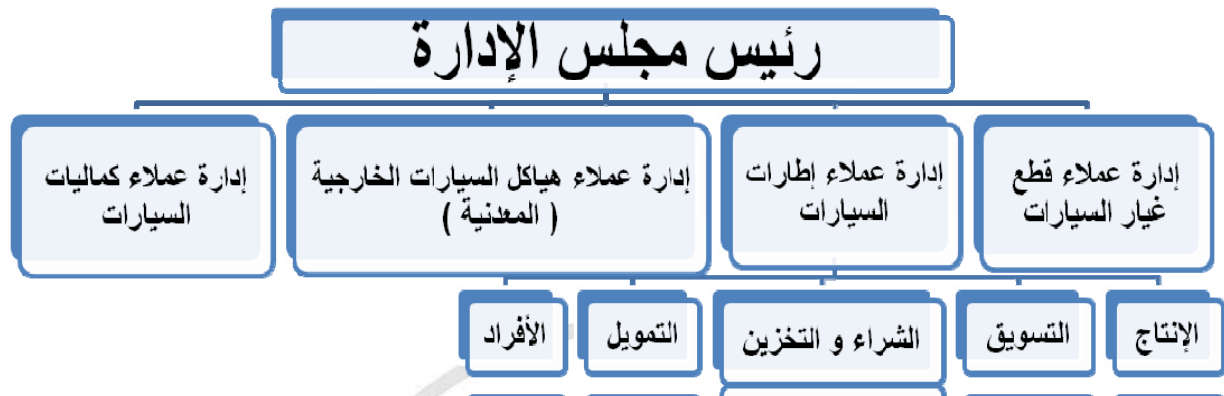 رئيس مجلس الإدارة
إدارة عملاء قطع
غيار السيارات
إدارة عملاء إطارات
السيارات
إدارة عملاء هياكل السيارات الخارجية
( المعدنية )
إدارة عملاء كماليات
السيارات
الإنتاج
التسويق
الشراء و التخزين
التمويل
الأفراد